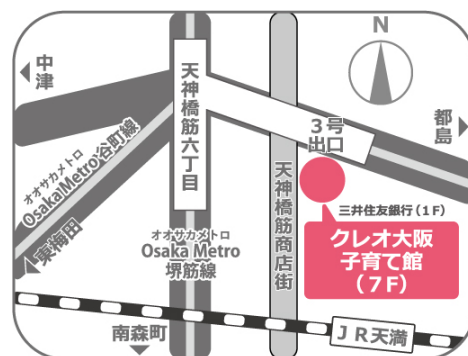 N
中津
天神橋筋六丁目
都島
3号
出口
オオサカメトロ
Osaka Metro谷町線
東梅田
オオサカメトロ
Osaka Metro
堺筋線
天神橋筋商店街
三井住友銀行(1F)
クレオ大阪
子育て館
(7F)
南森町
JR天満